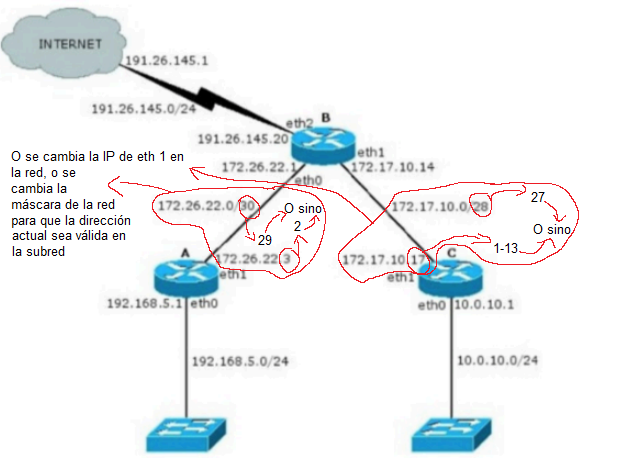 INTERNET
191.26.145.1
191.26.145.0/24
eth2
B
191.26.145.20
eth1
172.26.22.1
172.17.10.14
eth0
O se cambia la IP de eth 1 en
la red, o se
cambia la
máscara de la red
para que la dirección
actual sea válida en
la subred
172.26.22.0/30
O sino
2
29
172.17.10.0/28
27
O sino
1-13
A
172.26.22.3
eth1
172.17.10.17
C
eth1
192.168.5.1
eth0
eth0
10.0.10.1
192.168.5.0/24
10.0.10.0/24